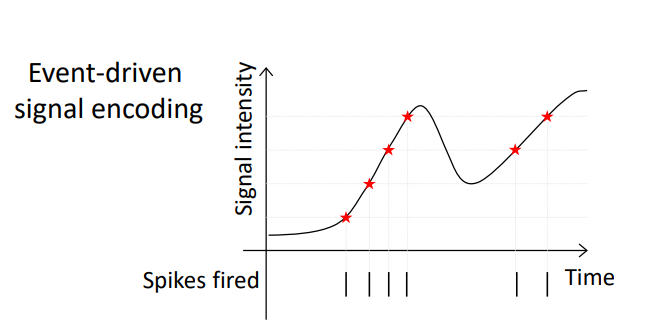 Event-driven
signal encoding
Signal intensity
Spikes fired
Time